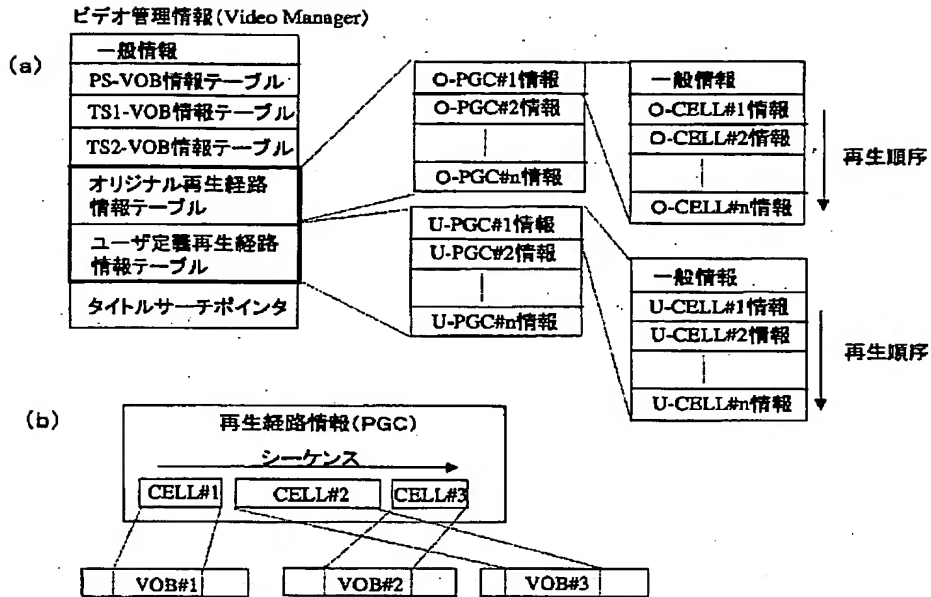 ビデオ管理情報(Video Manager)
(a)
一般情報
PS-VOB情報テーブル
TS1-VOB情報テーブル
TS2-VOB情報テーブル
オリジナル再生経路
情報テーブル
ユーザ定義再生経路
情報テーブル
タイトルサーチポインタ
O-PGC#1情報
O-PGC#2情報
O-PGC#n情報
U-PGC#1情報
U-PGC#2情報
U-PGC#n情報
一般情報
O-CELL#1情報
O-CELL#2情報
O-CELL#n情報
再生順序
一般情報
U-CELL#1情報
U-CELL#2情報
U-CELL#n情報
再生順序
(b)
再生経路情報(PGC)
シーケンス
CELL#1
CELL#2
CELL#3
VOB#1
VOB#2
VOB#3